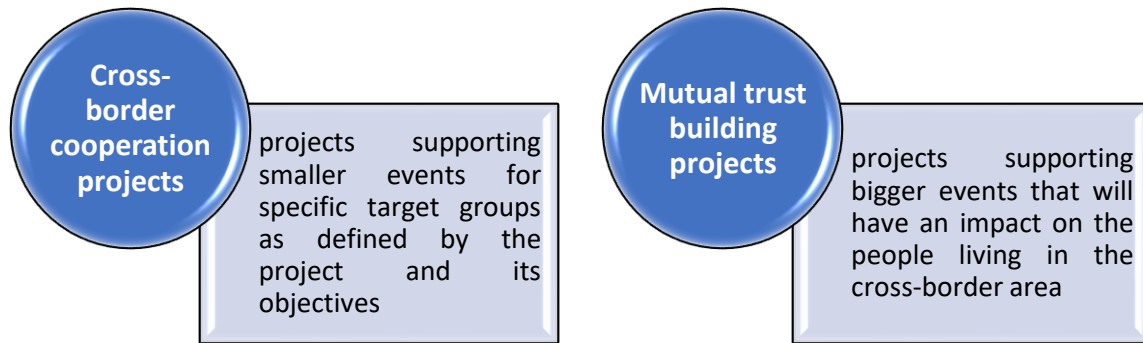 Cross-
border
cooperation
projects
projects supporting
smaller events for
specific target groups
as defined by the
project and its
objectives
Mutual trust
building
projects
projects supporting
bigger events that will
have an impact on the
people living in the
cross-border area